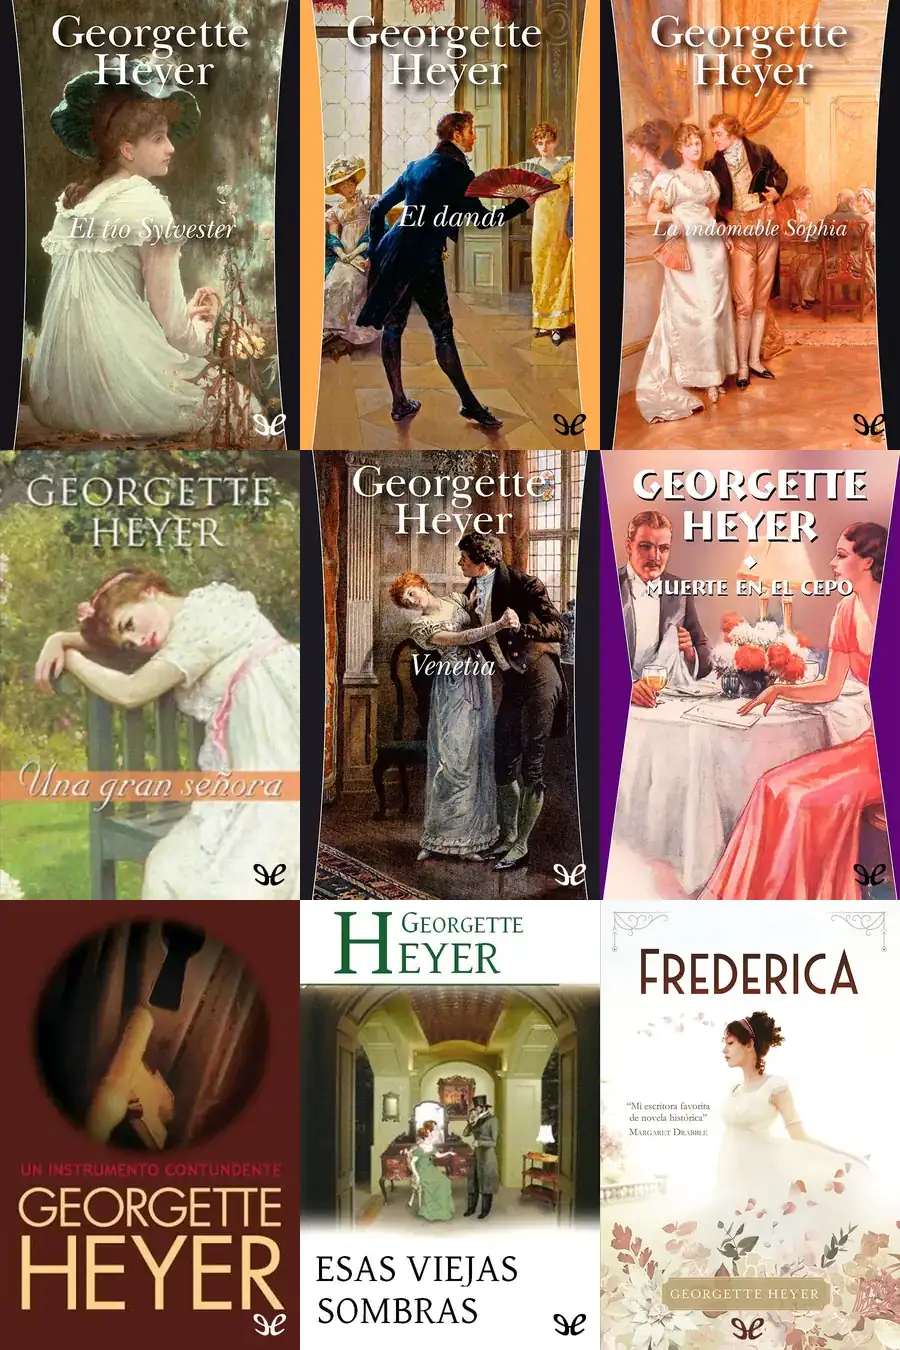 Georgette
Heyer
El tío Sylvester
Georgette
Heyer
El dandi
Georgette
Heyer
La indomable Sophia
GEORGETTE
HEYER
Una gran señora
Georgette
Heyer
Venetia
GEORGETTE
HEYER
MUERTE EN EL CEPO
UN INSTRUMENTO CONTUNDENTE
GEORGETTE
HEYER
GEORGETTE
HEYER
ESAS VIEJAS
SOMBRAS
FREDERICA
“Mi escritora favorita
de novela histórica”
MARGARET DRABBLE
GEORGETTE HEYER